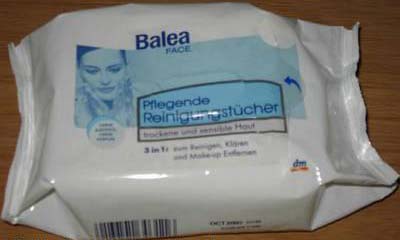 Balea
FACE
Pflegende
Reinigungstücher
trockene und sensible Haut
3 in 1: zum Reinigen, Klären
und Make-up Entfernen
dm